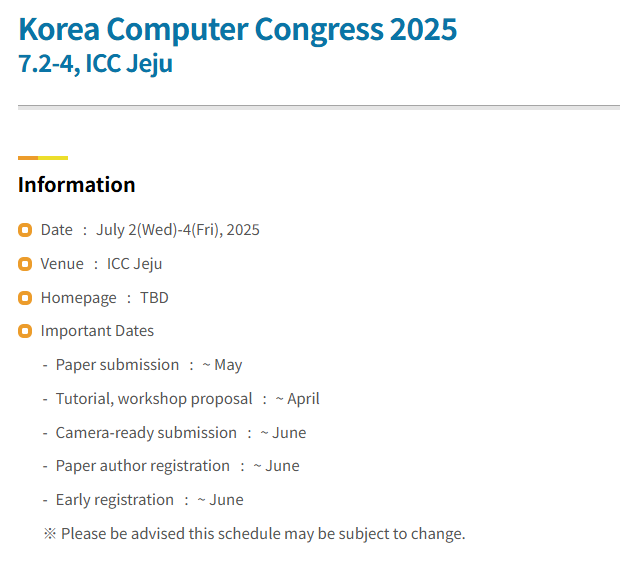 Korea Computer Congress 2025
7.2-4, ICC Jeju
Information
Date : July 2(Wed)-4(Fri), 2025
Venue : ICC Jeju
Homepage : TBD
Important Dates
- Paper submission : ~ May
- Tutorial, workshop proposal : ~ April
- Camera-ready submission : ~ June
- Paper author registration : ~ June
- Early registration : ~ June
※ Please be advised this schedule may be subject to change.